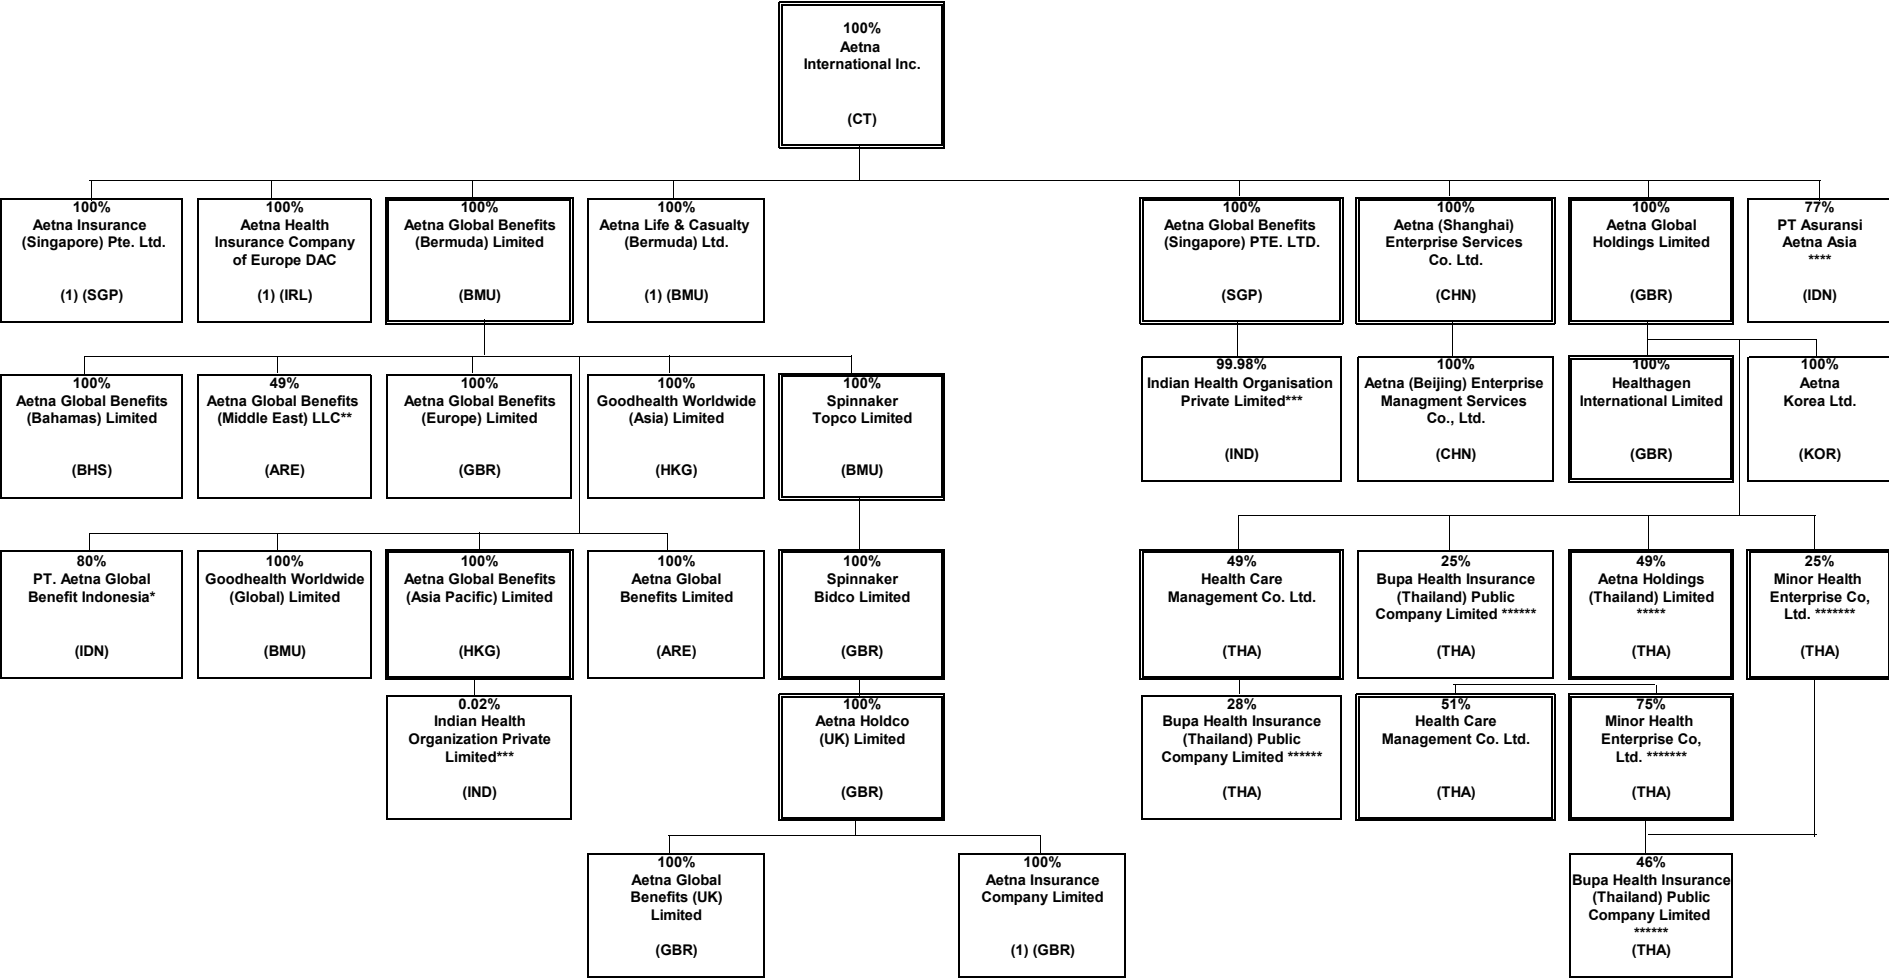 100%
Aetna
International Inc.
(CT)
100%
Aetna Insurance
(Singapore) Pte. Ltd.
(1) (SGP)
100%
Aetna Health
Insurance Company
of Europe DAC
(1) (IRL)
100%
Aetna Global Benefits
(Bermuda) Limited
(BMU)
100%
Aetna Life & Casualty
(Bermuda) Ltd.
(1) (BMU)
100%
Aetna Global Benefits
(Singapore) PTE. LTD.
(SGP)
100%
Aetna (Shanghai)
Enterprise Services
Co. Ltd.
(CHN)
100%
Aetna Global
Holdings Limited
(GBR)
77%
PT Asuransi
Aetna Asia
****
(IDN)
100%
Aetna Global Benefits
(Bahamas) Limited
(BHS)
49%
Aetna Global Benefits
(Middle East) LLC**
(ARE)
100%
Aetna Global Benefits
(Europe) Limited
(GBR)
100%
Goodhealth Worldwide
(Asia) Limited
(HKG)
100%
Spinnaker
Topco Limited
(BMU)
99.98%
Indian Health Organisation
Private Limited***
(IND)
100%
Aetna (Beijing) Enterprise
Managment Services
Co., Ltd.
(CHN)
100%
Healthagen
International Limited
(GBR)
100%
Aetna
Korea Ltd.
(KOR)
80%
PT. Aetna Global
Benefit Indonesia*
(IDN)
100%
Goodhealth Worldwide
(Global) Limited
(BMU)
100%
Aetna Global Benefits
(Asia Pacific) Limited
(HKG)
100%
Aetna Global
Benefits Limited
(ARE)
100%
Spinnaker
Bidco Limited
(GBR)
49%
Health Care
Management Co. Ltd.
(THA)
25%
Bupa Health Insurance
(Thailand) Public
Company Limited ******
(THA)
49%
Aetna Holdings
(Thailand) Limited
*****
(THA)
25%
Minor Health
Enterprise Co,
Ltd. *******
(THA)
0.02%
Indian Health
Organization Private
Limited***
(IND)
100%
Aetna Holdco
(UK) Limited
(GBR)
28%
Bupa Health Insurance
(Thailand) Public
Company Limited ******
(THA)
51%
Health Care
Management Co. Ltd.
(THA)
75%
Minor Health
Enterprise Co,
Ltd. *******
(THA)
100%
Aetna Global
Benefits (UK)
Limited
(GBR)
100%
Aetna Insurance
Company Limited
(1) (GBR)
46%
Bupa Health Insurance
(Thailand) Public
Company Limited
******
(THA)